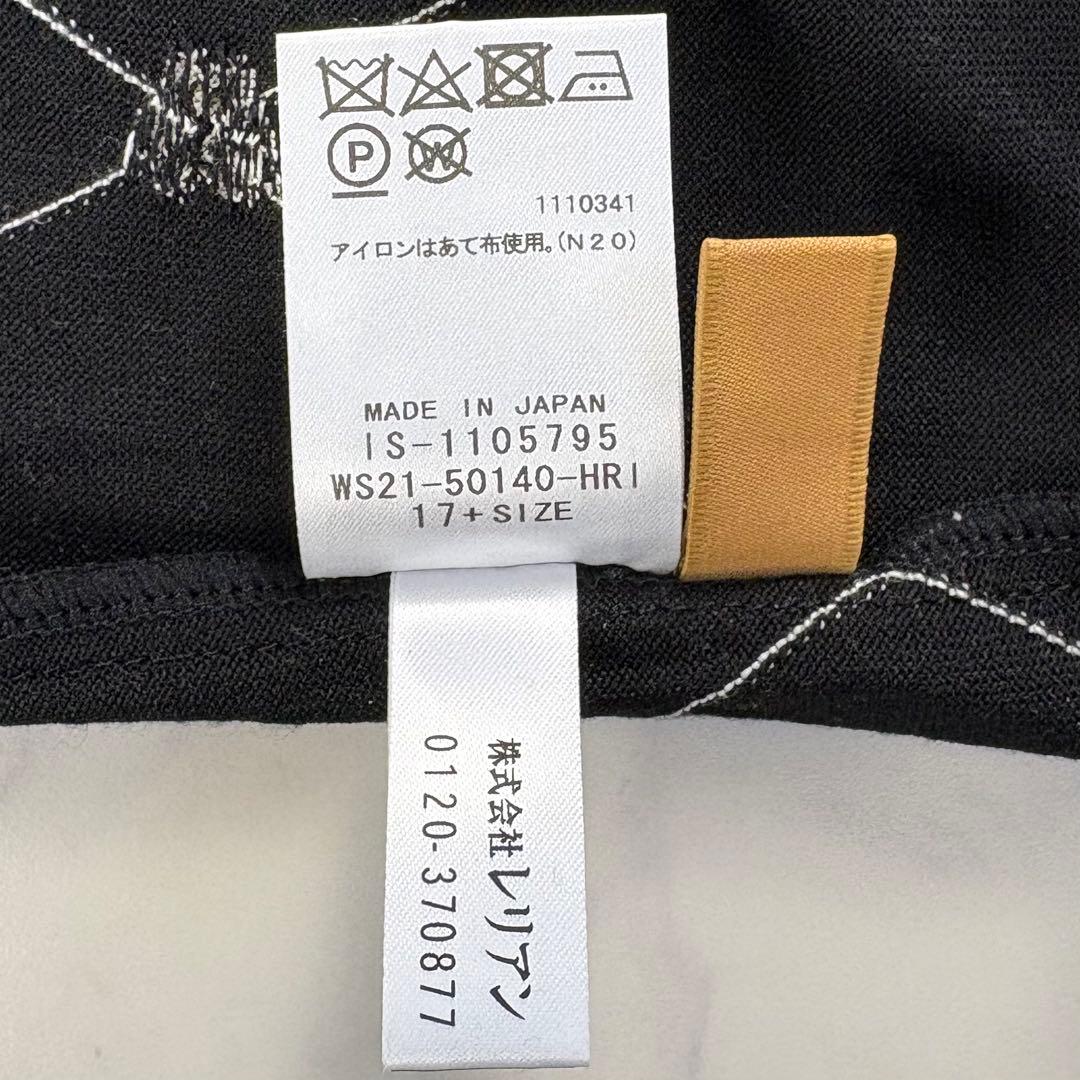 P W
1110341
アイロンはあて布使用。(N20)
MADE IN JAPAN
IS-1105795
WS21-50140-HRI
17+SIZE
株式会社レリアン
0120-370877